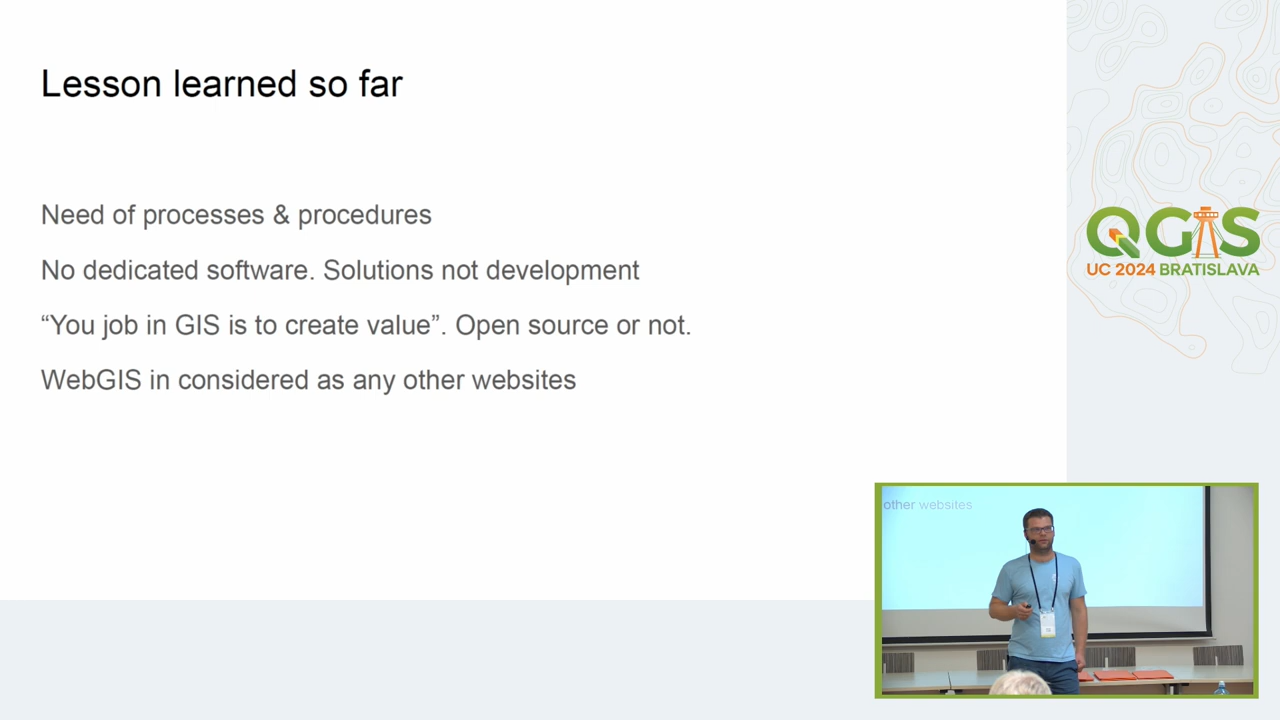 Lesson learned so far
Need of processes & procedures
No dedicated software. Solutions not development
“You job in GIS is to create value”. Open source or not.
WebGIS in considered as any other websites
QGIS
UC 2024 BRATISLAVA
other websites